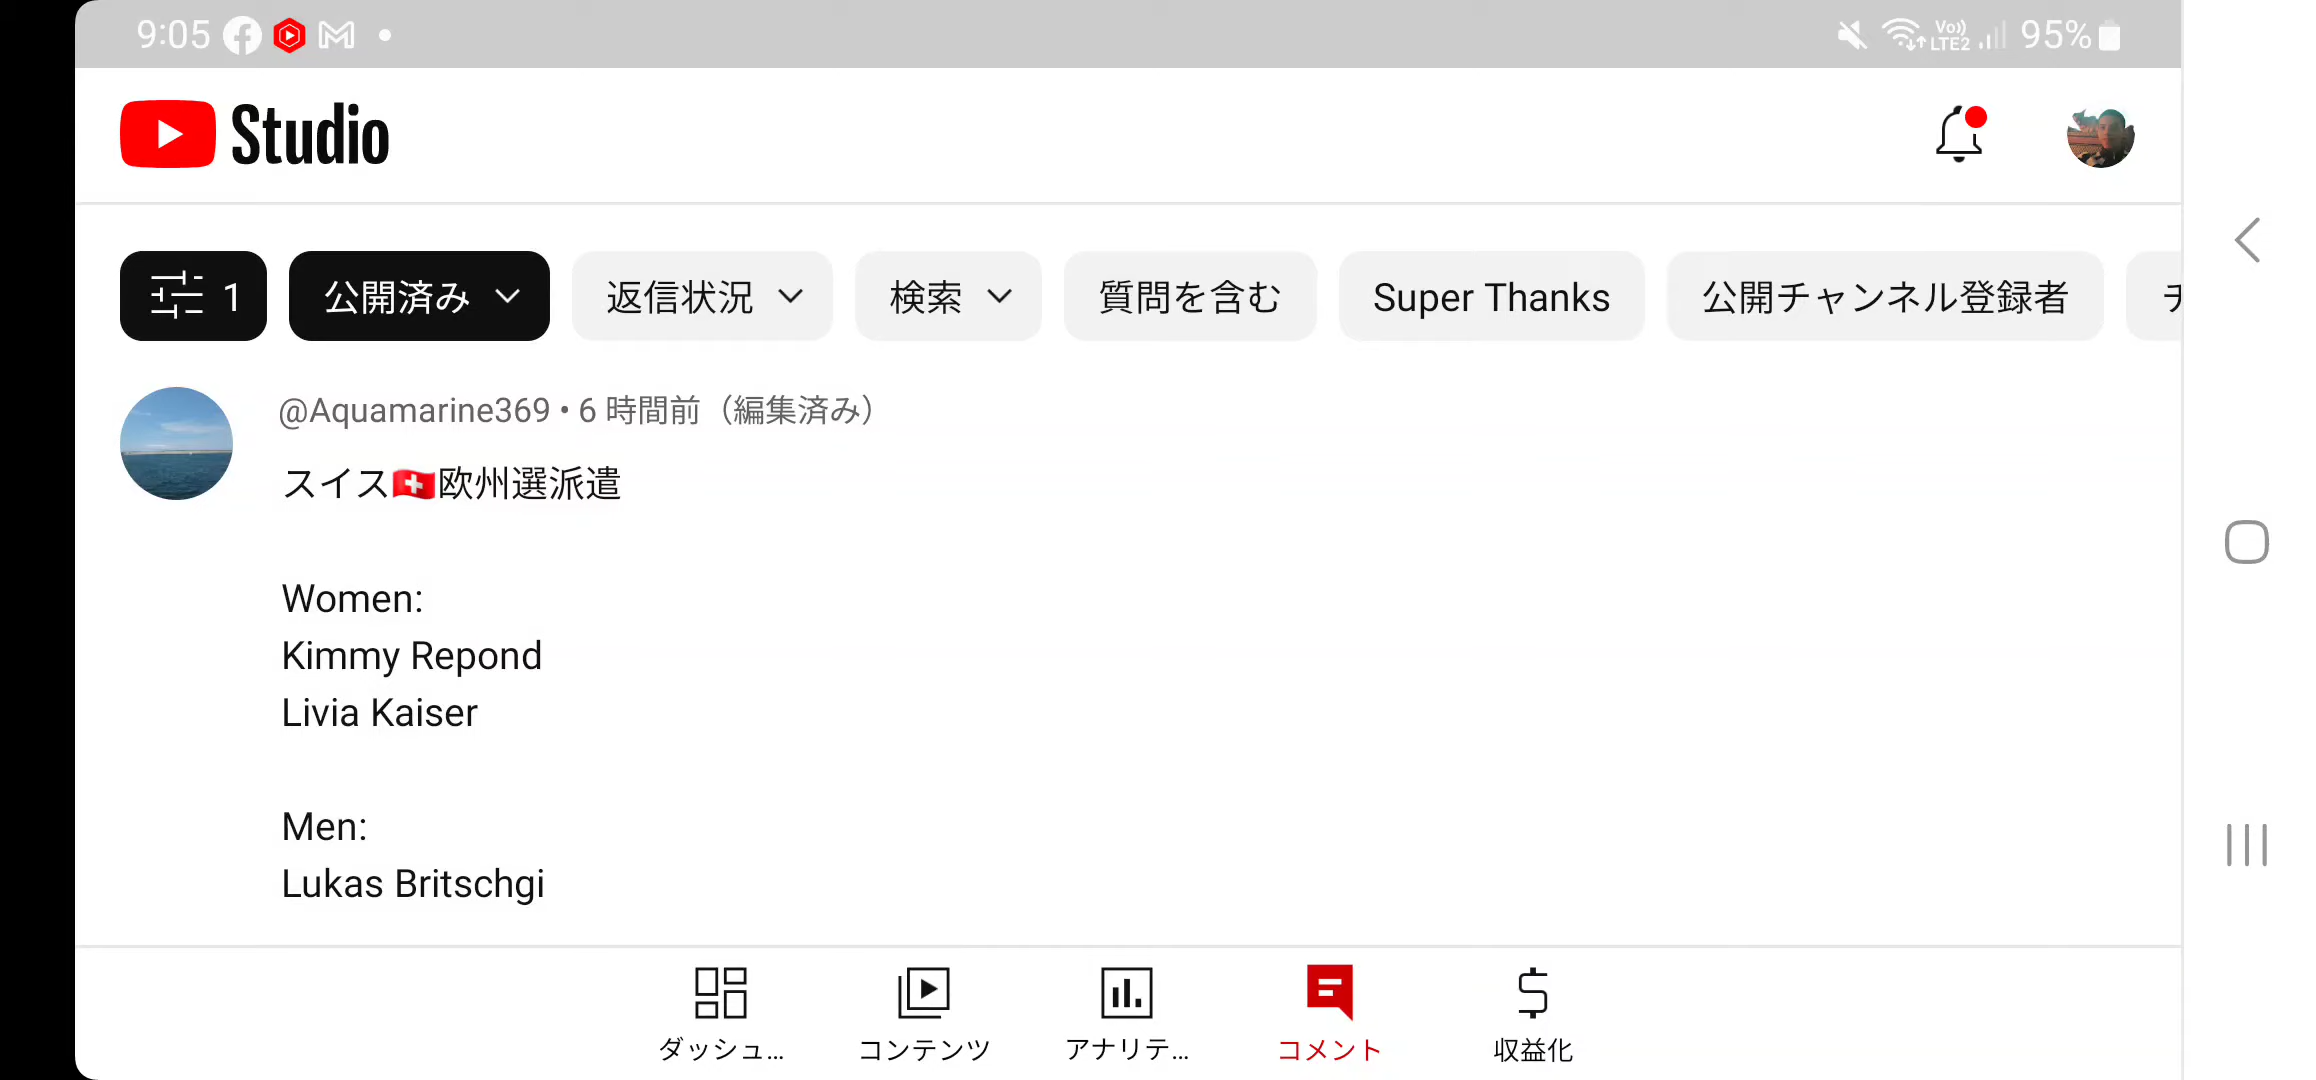 9:05
Vo))
LTE2
95%
Studio
1
公開済み
返信状況
検索
質問を含む
Super Thanks
公開チャンネル登録者
チ
@Aquamarine369 • 6 時間前（編集済み）
スイス🇨🇭欧州選派遣
Women:
Kimmy Repond
Livia Kaiser
Men:
Lukas Britschgi
ダッシュ...
コンテンツ
アナリテ...
コメント
収益化